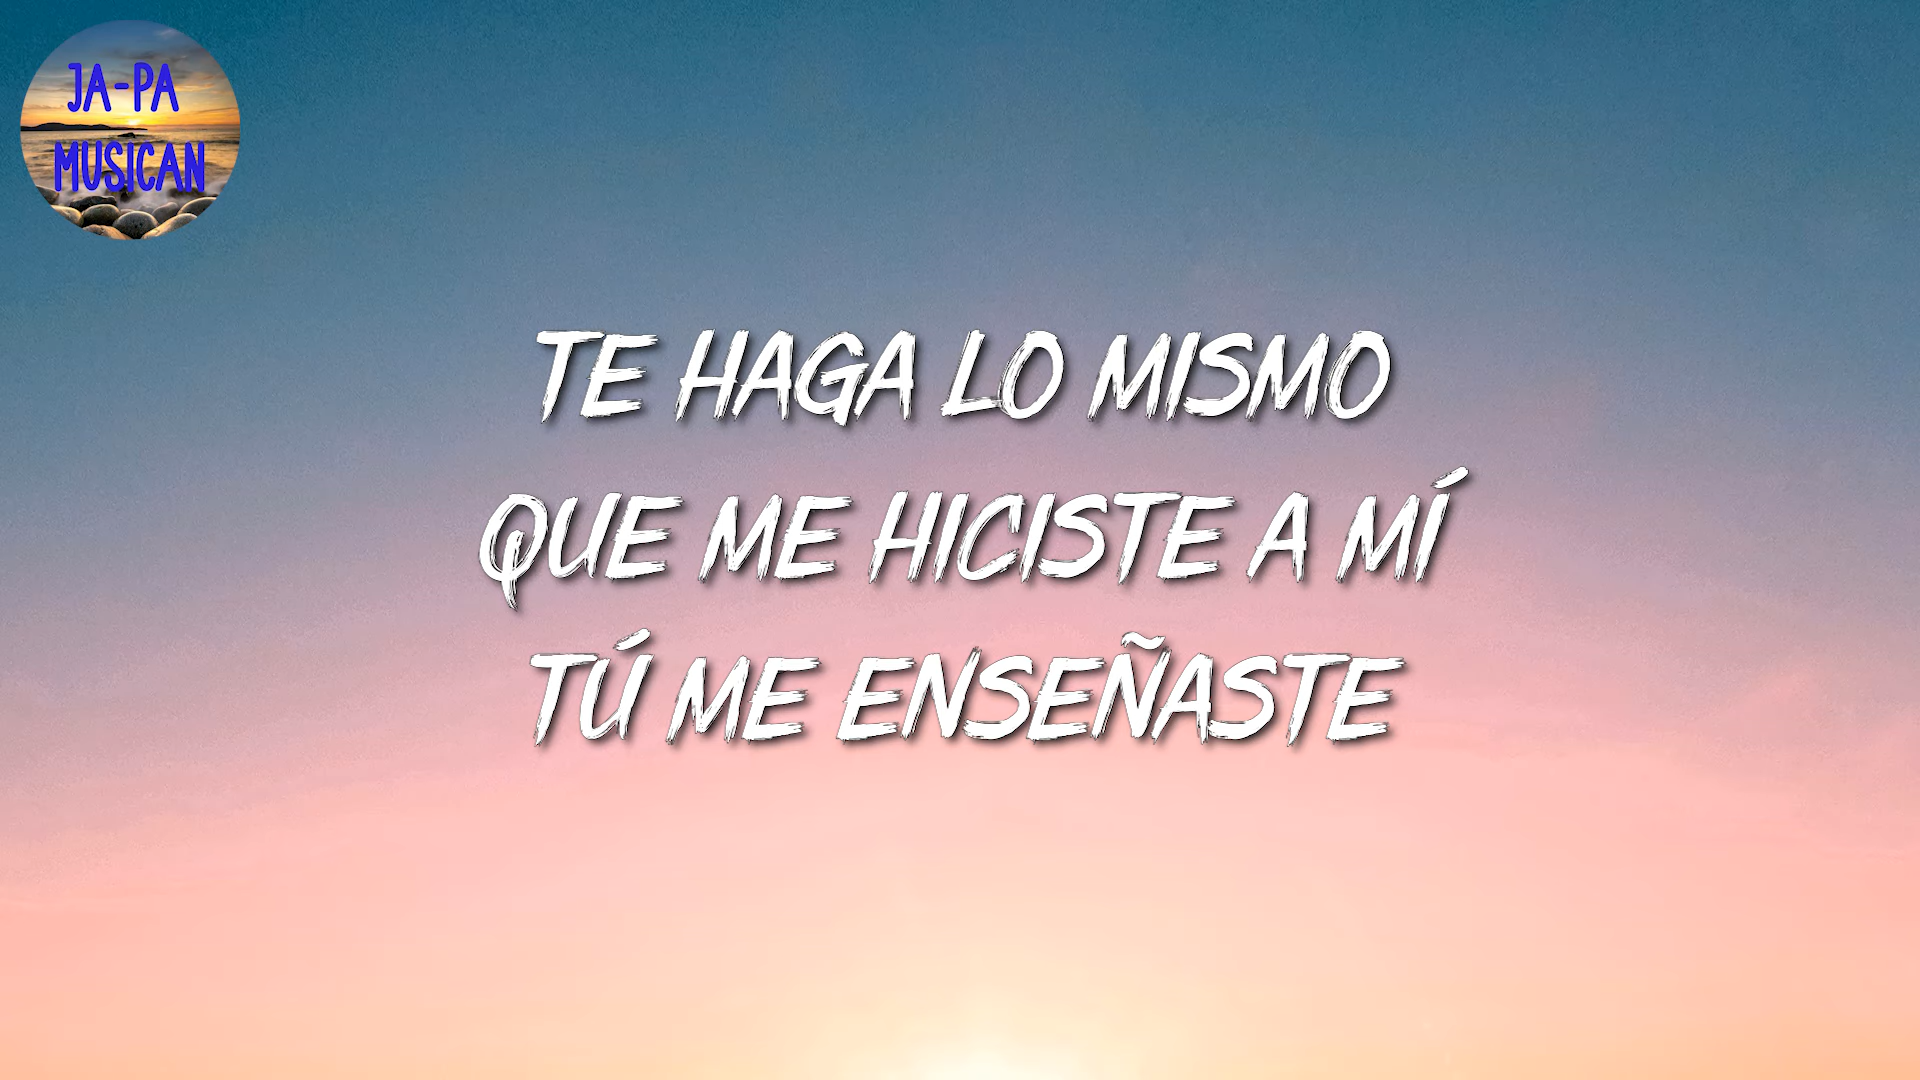 JA-PA
MUSICAN
TE HAGA LO MISMO
QUE ME HICISTE A MÍ
TÚ ME ENSEÑASTE